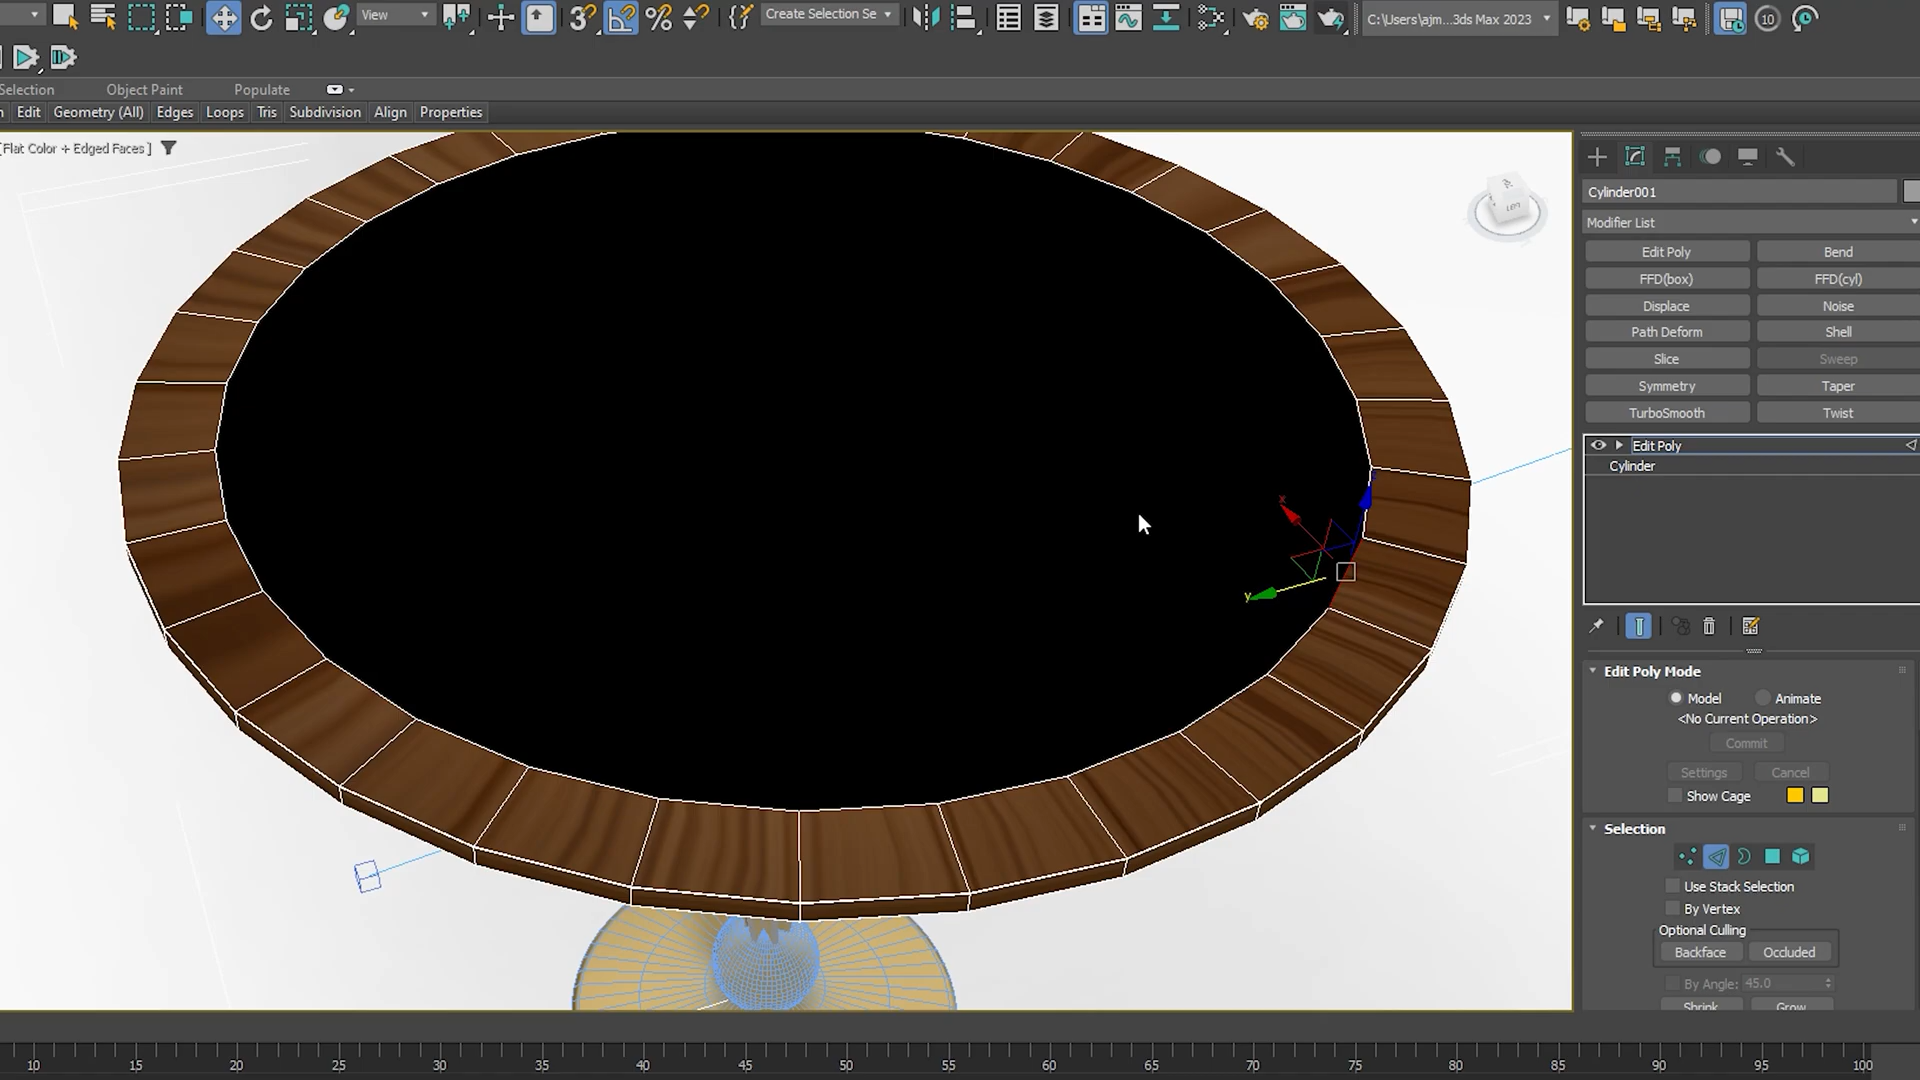 View
Create Selection Se
C:\Users\ajm...3ds Max 2023
10
Selection
Object Paint
Populate
Edit
Geometry (All)
Edges
Loops
Tris
Subdivision
Align
Properties
[Flat Color + Edged Faces ]
LEFT
x
y
Cylinder001
Modifier List
Edit Poly
Bend
FFD(box)
FFD(cyl)
Displace
Noise
Path Deform
Shell
Slice
Sweep
Symmetry
Taper
TurboSmooth
Twist
Edit Poly
Cylinder
Edit Poly Mode
Model
Animate
<No Current Operation>
Commit
Settings
Cancel
Show Cage
Selection
Use Stack Selection
By Vertex
Optional Culling
Backface
Occluded
By Angle: 45.0
Shrink
Grow
10 15 20 25 30 35 40 45 50 55 60 65 70 75 80 85 90 95 100